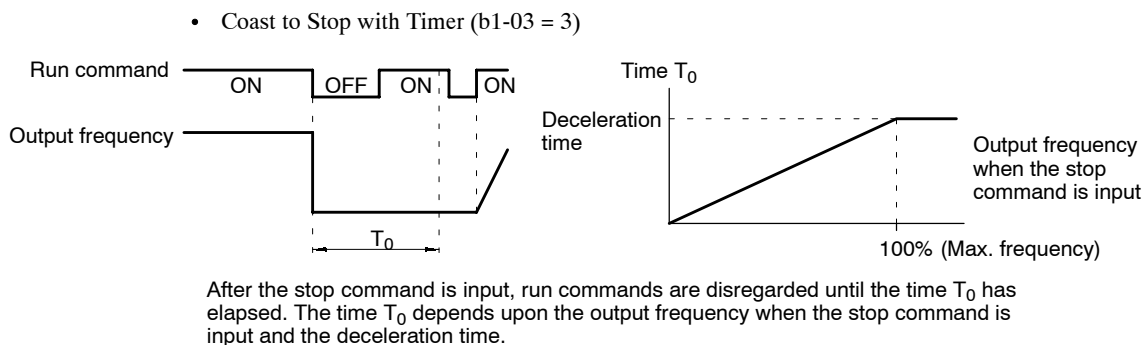 • Coast to Stop with Timer (b1-03 = 3)
Run command
ON OFF ON ON
Output frequency
T0
Time T0
Deceleration
time
Output frequency
when the stop
command is input
100% (Max. frequency)
After the stop command is input, run commands are disregarded until the time T0 has
elapsed. The time T0 depends upon the output frequency when the stop command is
input and the deceleration time.